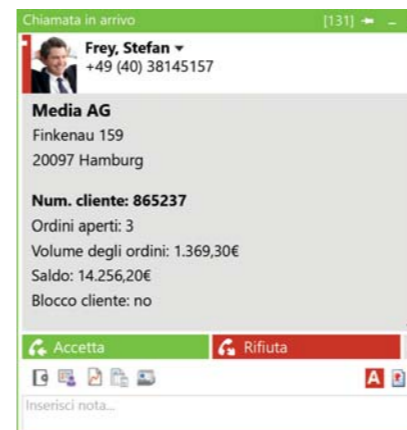 Chiamata in arrivo [131]
Frey, Stefan
+49 (40) 38145157
Media AG
Finkenau 159
20097 Hamburg
Num. cliente: 865237
Ordini aperti: 3
Volume degli ordini: 1.369,30€
Saldo: 14.256,20€
Blocco cliente: no
Accetta Rifiuta
A
Inserisci nota...